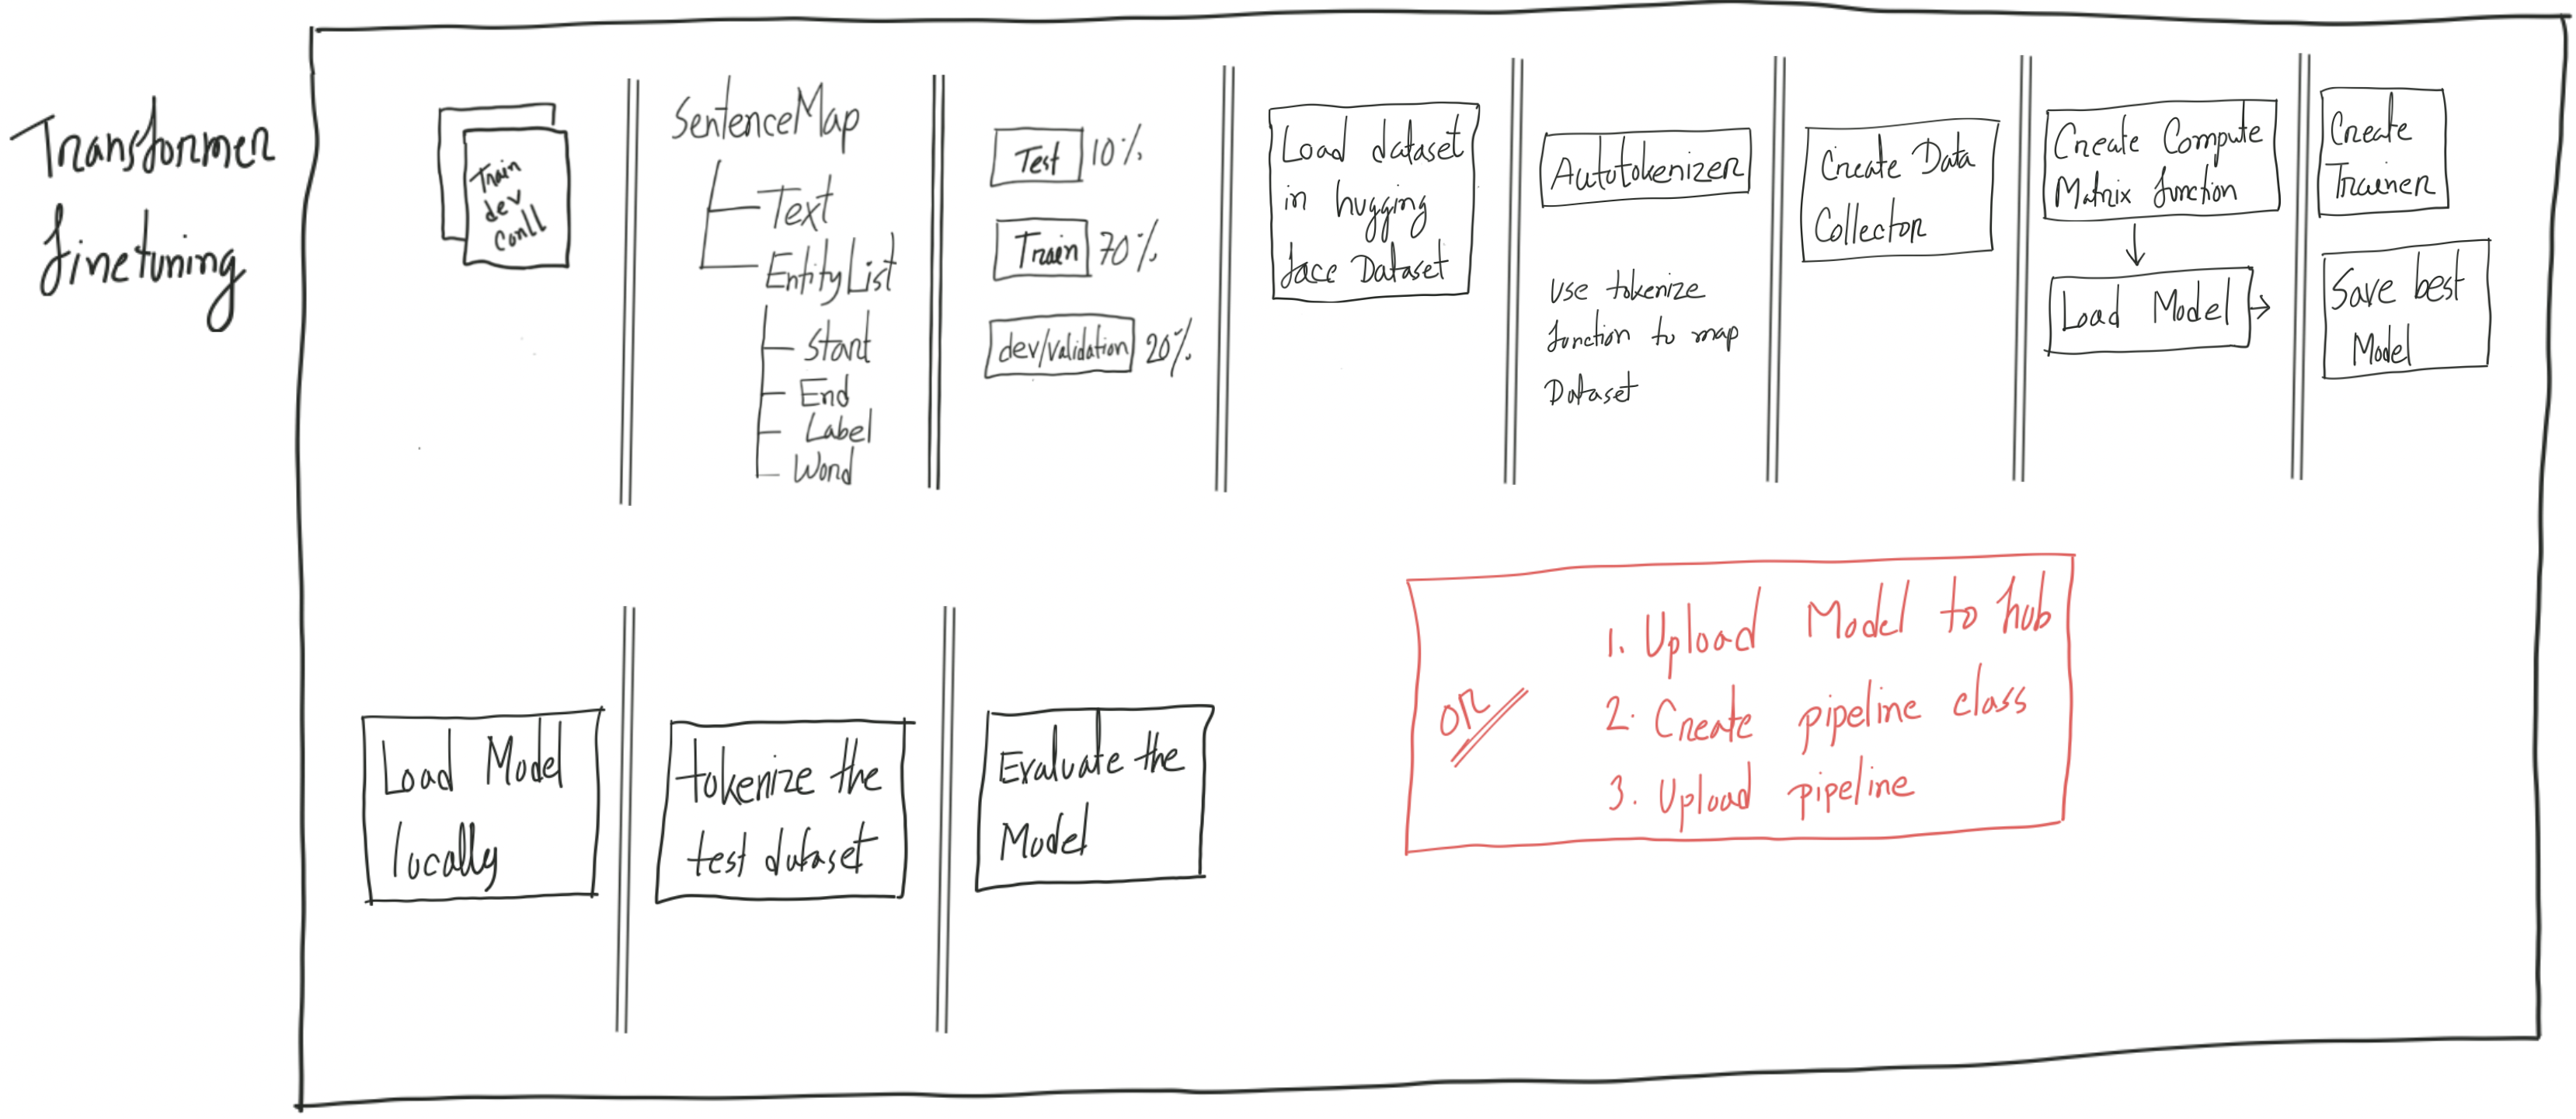 Transformer
finetuning
Train
dev
Conll
SentenceMap
Text
EntityList
Start
End
Label
Word
Test 10%
Train 70%
dev/validation 20%
Load dataset
in hugging
face Dataset
Autotokenizer
Use tokenize
function to map
Dataset
Create Data
Collector
Create Compute
Matrix function
Load Model
Create
Trainer
Save best
Model
Load Model
locally
tokenize the
test dataset
Evaluate the
Model
OR
1. Upload Model to hub
2. Create pipeline class
3. Upload pipeline